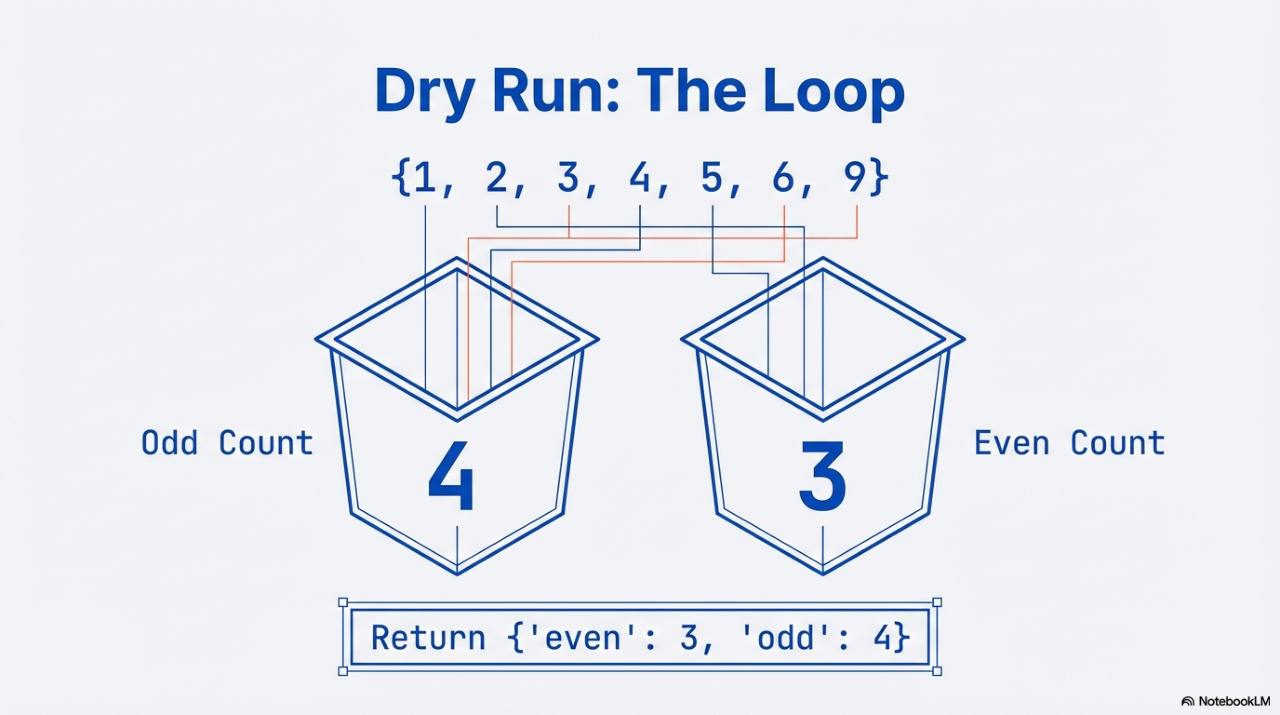 Dry Run: The Loop
{1, 2, 3, 4, 5, 6, 9}
Odd Count
4
3
Even Count
Return {'even': 3, 'odd': 4}
NotebookLM